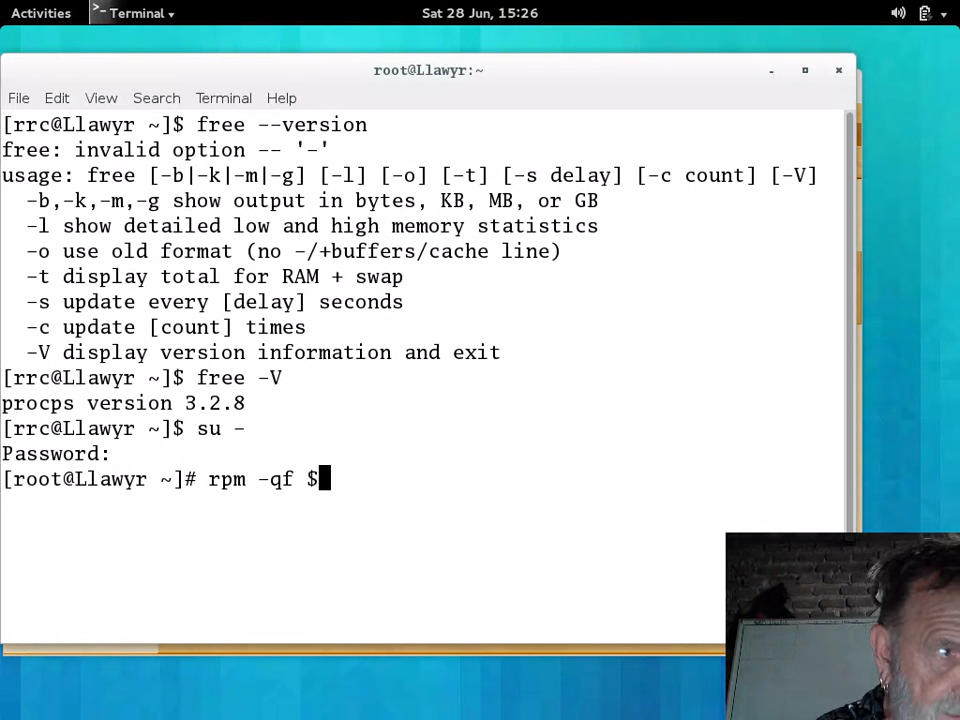 Activities
>_ Terminal
Sat 28 Jun, 15:26
root@Llawyr:~
File Edit View Search Terminal Help
[rrc@Llawyr ~]$ free --version
free: invalid option -- '-'
usage: free [-b|-k|-m|-g] [-l] [-o] [-t] [-s delay] [-c count] [-V]
-b,-k,-m,-g show output in bytes, KB, MB, or GB
-l show detailed low and high memory statistics
-o use old format (no -/+buffers/cache line)
-t display total for RAM + swap
-s update every [delay] seconds
-c update [count] times
-V display version information and exit
[rrc@Llawyr ~]$ free -V
procps version 3.2.8
[rrc@Llawyr ~]$ su -
Password:
[root@Llawyr ~]# rpm -qf $